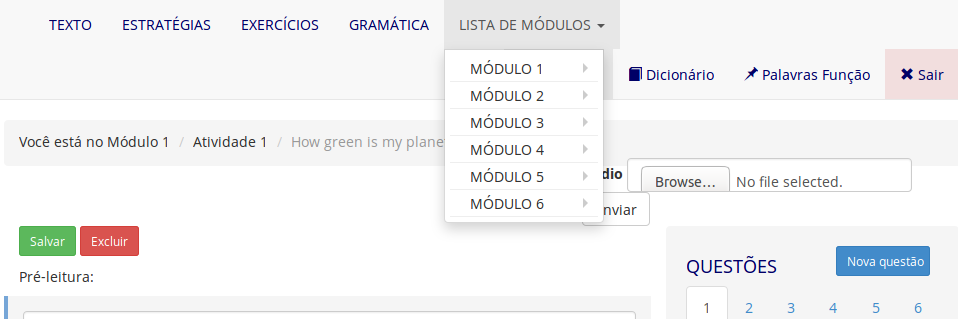 TEXTO ESTRATÉGIAS EXERCÍCIOS GRAMÁTICA LISTA DE MÓDULOS
MÓDULO 1
MÓDULO 2
MÓDULO 3
MÓDULO 4
MÓDULO 5
MÓDULO 6
Dicionário Palavras Função Sair
Você está no Módulo 1 / Atividade 1 / How green is my plane
dio Browse... No file selected.
nviar
Salvar Excluir
Pré-leitura:
QUESTÕES Nova questão
1 2 3 4 5 6